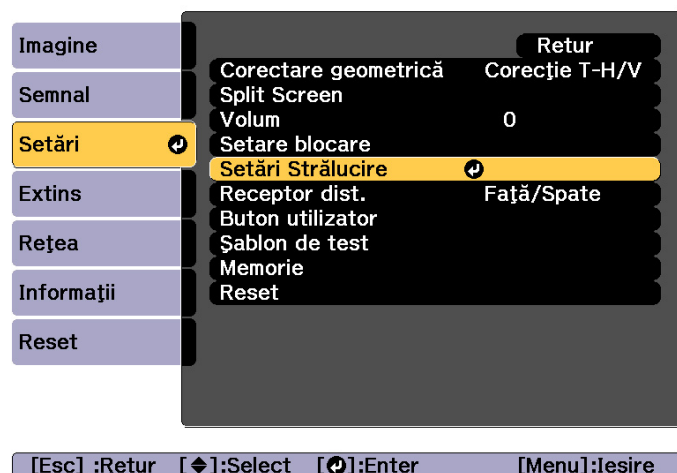 Imagine
Semnal
Setări
Extins
Reţea
Informaţii
Reset
Retur
Corectare geometrică Corecţie T-H/V
Split Screen
Volum 0
Setare blocare
Setări Strălucire
Receptor dist. Faţă/Spate
Buton utilizator
Şablon de test
Memorie
Reset
[Esc] :Retur [◆]:Select [↵]:Enter [Menu]:Iesire